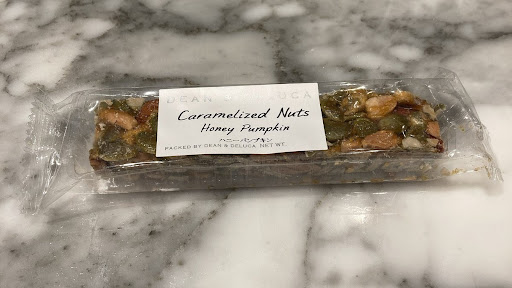 DEAN & DELUCA
Caramelized Nuts
Honey Pumpkin
ハニーパンプキン
PACKED BY DEAN & DELUCA, NET WT.